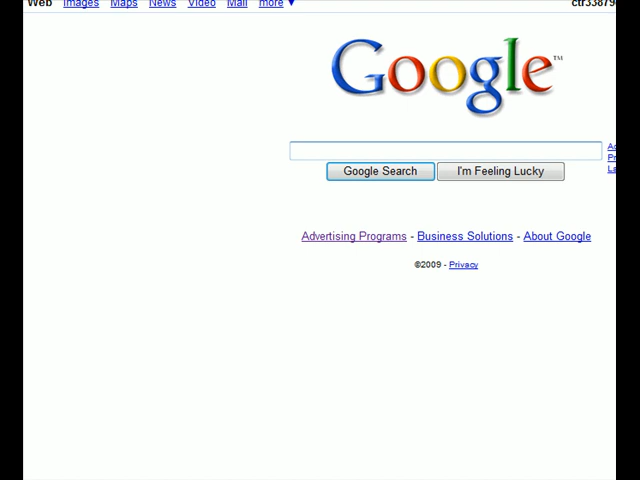 Web Images Maps News Video Mail more ▼ ctr33879
Google™
Google Search I'm Feeling Lucky
Advertising Programs - Business Solutions - About Google
©2009 - Privacy